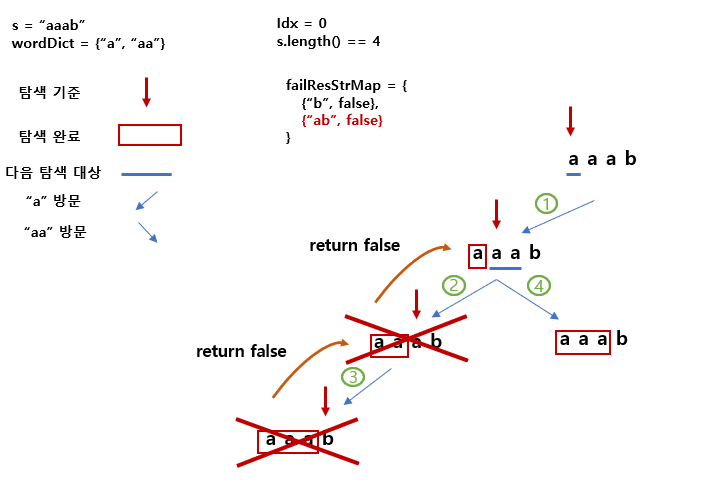 s = “aaab”
wordDict = {“a”, “aa”}
Idx = 0
s.length() == 4
failResStrMap = {
{“b”, false},
{“ab”, false}
}
탐색 기준
탐색 완료
다음 탐색 대상
“a” 방문
“aa” 방문
a a a b
1
a a a b
return false
2
4
a a a b
a a a b
return false
3
a a a b